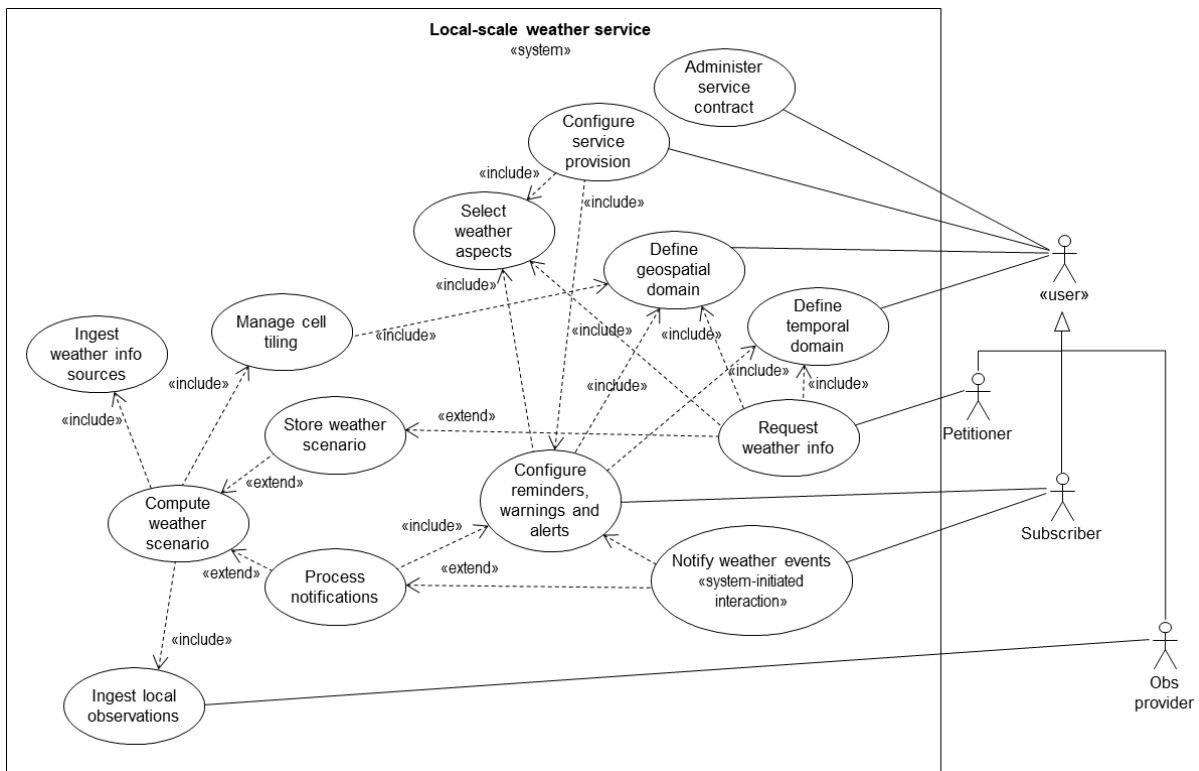 Local-scale weather service
«system»
Administer
service
contract
Configure
service
provision
«include»
«include»
Select
weather
aspects
«include»
Define
geospatial
domain
«user»
Define
temporal
domain
Manage cell
tiling
«include»
«include»
«include»
Ingest
weather info
sources
«include»
«include»
«include»
«include»
«include»
Store weather
scenario
«extend»
Request
weather info
Petitioner
«extend»
Compute
weather
scenario
Configure
reminders,
warnings and
alerts
Subscriber
«include»
«extend»
Process
notifications
«extend»
Notify weather events
«system-initiated
interaction»
«include»
Ingest local
observations
Obs
provider